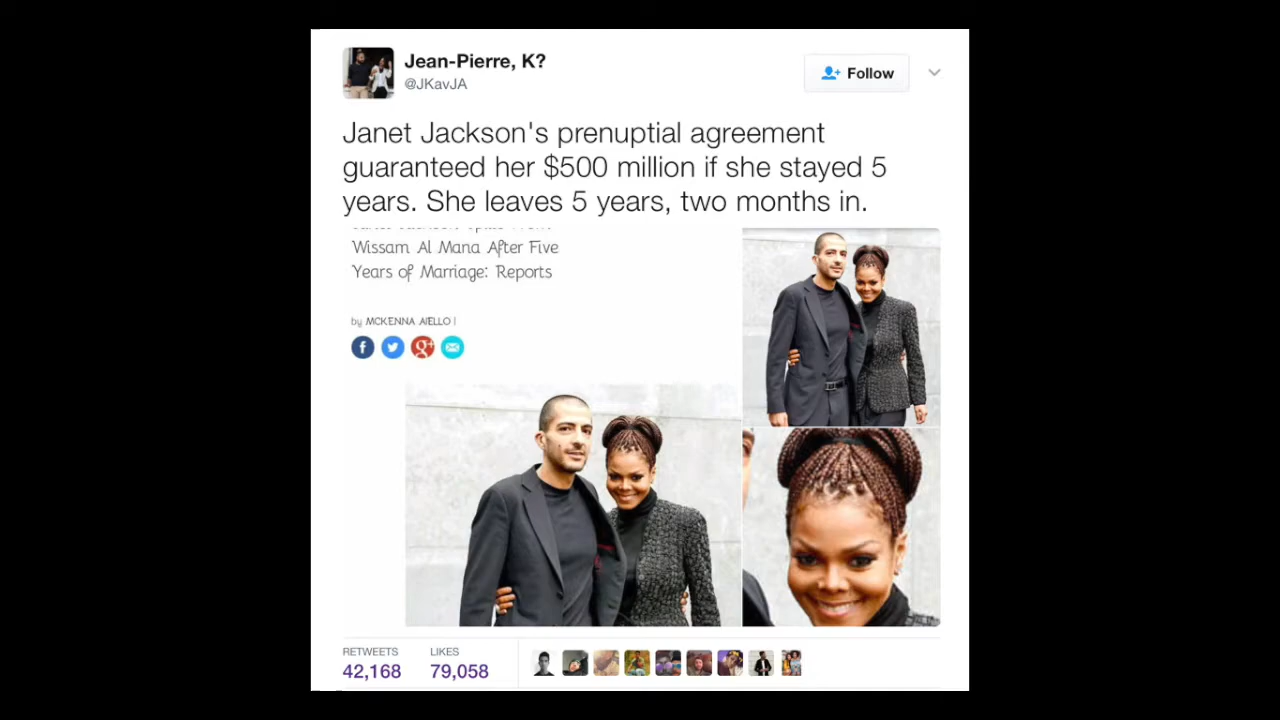 Jean-Pierre, K?
@JKavJA
Follow
Janet Jackson's prenuptial agreement
guaranteed her $500 million if she stayed 5
years. She leaves 5 years, two months in.
Wissam Al Mana After Five
Years of Marriage: Reports
by MCKENNA AIELLO |
RETWEETS
LIKES
42,168
79,058